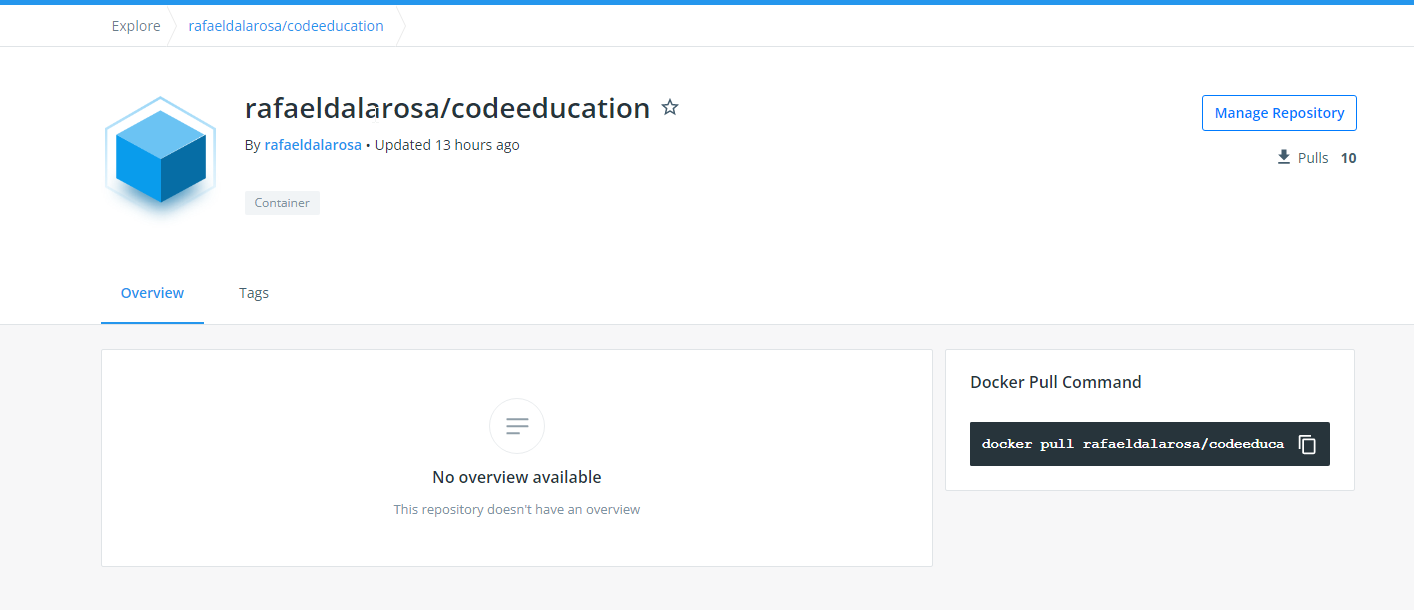 Explore
rafaeldalarosa/codeeducation
rafaeldalarosa/codeeducation
By rafaeldalarosa • Updated 13 hours ago
Manage Repository
Pulls 10
Container
Overview
Tags
No overview available
This repository doesn't have an overview
Docker Pull Command
docker pull rafaeldalarosa/codeeduca